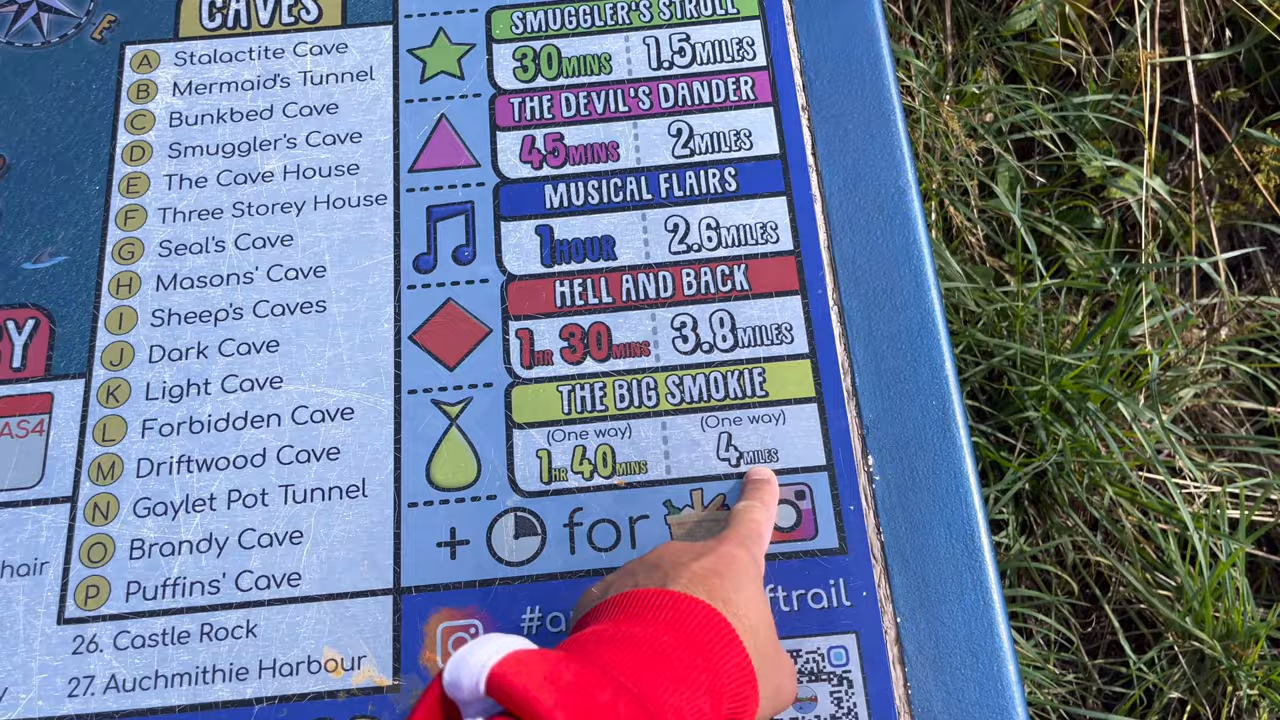 E
CAVES
A Stalactite Cave
B Mermaid's Tunnel
C Bunkbed Cave
D Smuggler's Cave
E The Cave House
F Three Storey House
G Seal's Cave
H Masons' Cave
I Sheep's Caves
J Dark Cave
K Light Cave
L Forbidden Cave
M Driftwood Cave
N Gaylet Pot Tunnel
O Brandy Cave
P Puffins' Cave
26. Castle Rock
27. Auchmithie Harbour
Y
AS4
hair
y
SMUGGLER'S STROLL
30 MINS 1.5 MILES
THE DEVIL'S DANDER
45 MINS 2 MILES
MUSICAL FLAIRS
1 HOUR 2.6 MILES
HELL AND BACK
1 HR 30 MINS 3.8 MILES
THE BIG SMOKIE
(One way) (One way)
1 HR 40 MINS 4 MILES
+ for
ftrail